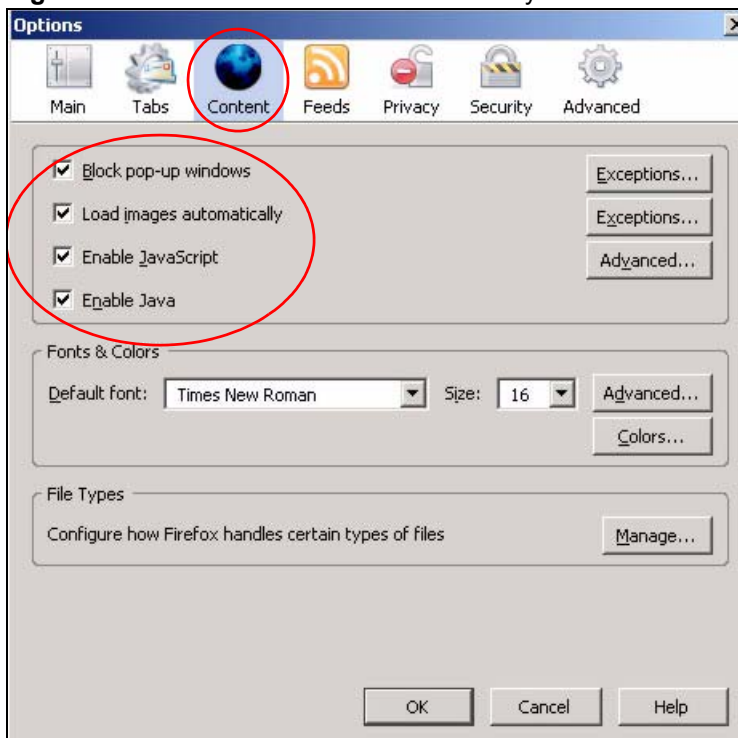 Options
Main Tabs Content Feeds Privacy Security Advanced
Block pop-up windows Exceptions...
Load images automatically Exceptions...
Enable JavaScript Advanced...
Enable Java
Fonts & Colors
Default font: Times New Roman Size: 16 Advanced...
Colors...
File Types
Configure how Firefox handles certain types of files Manage...
OK Cancel Help